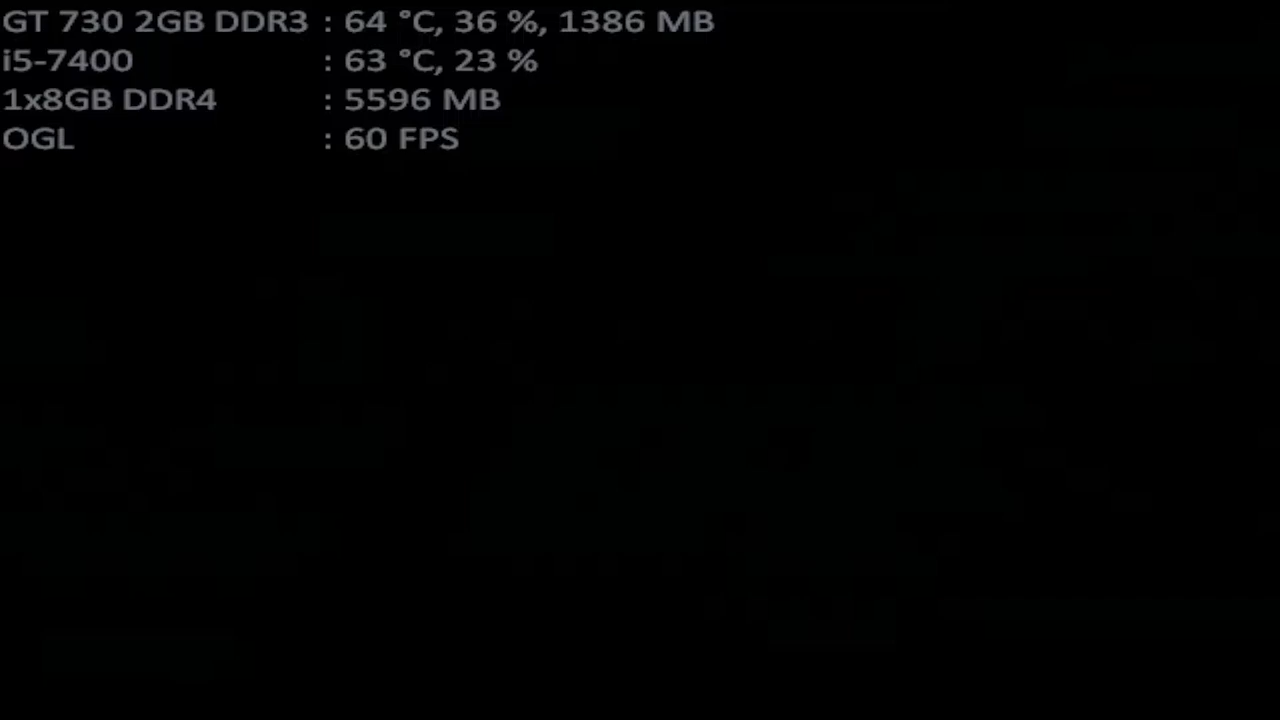 GT 730 2GB DDR3 : 64 °C, 36 %, 1386 MB
i5-7400 : 63 °C, 23 %
1x8GB DDR4 : 5596 MB
OGL : 60 FPS